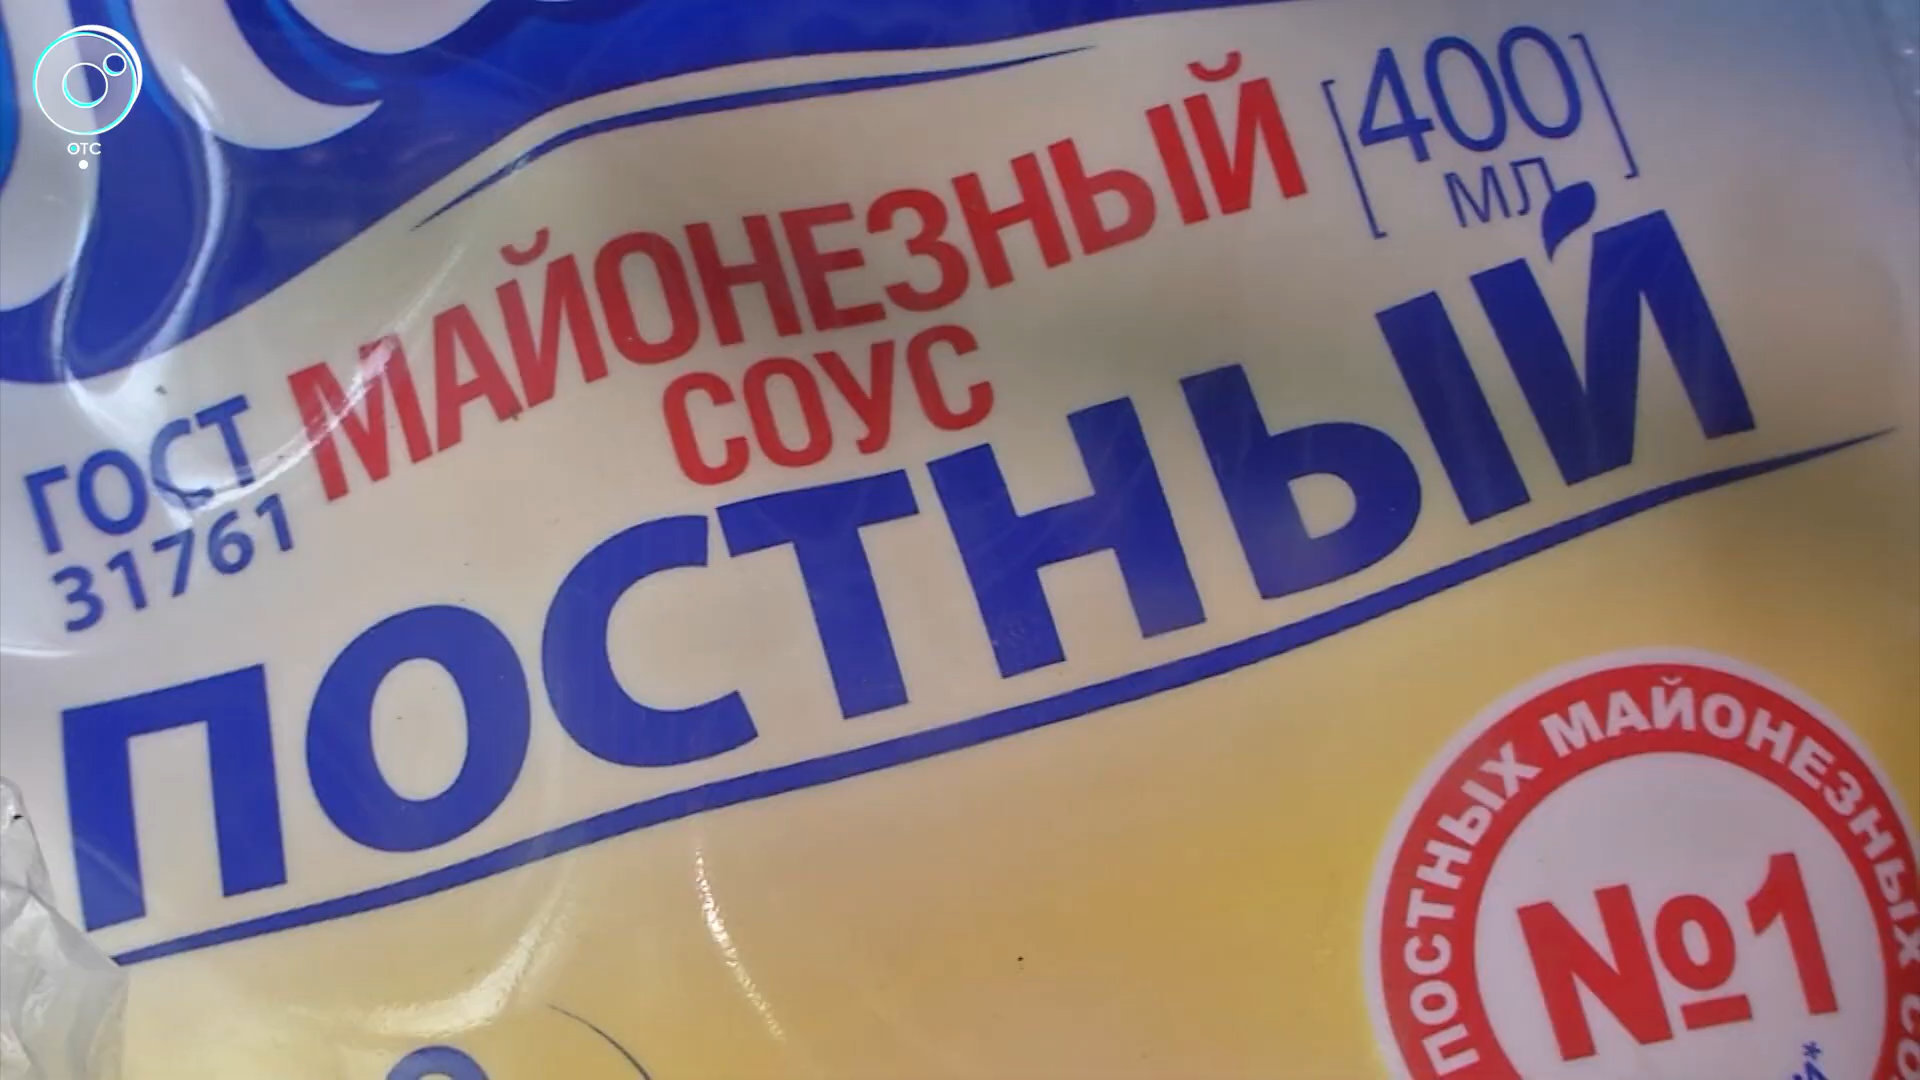 ОТС
[400]
МЛ
МАЙОНЕЗНЫЙ
СОУС
ГОСТ
31761
ПОСТНЫЙ
ПОСТНЫХ МАЙОНЕЗНЫХ
№1